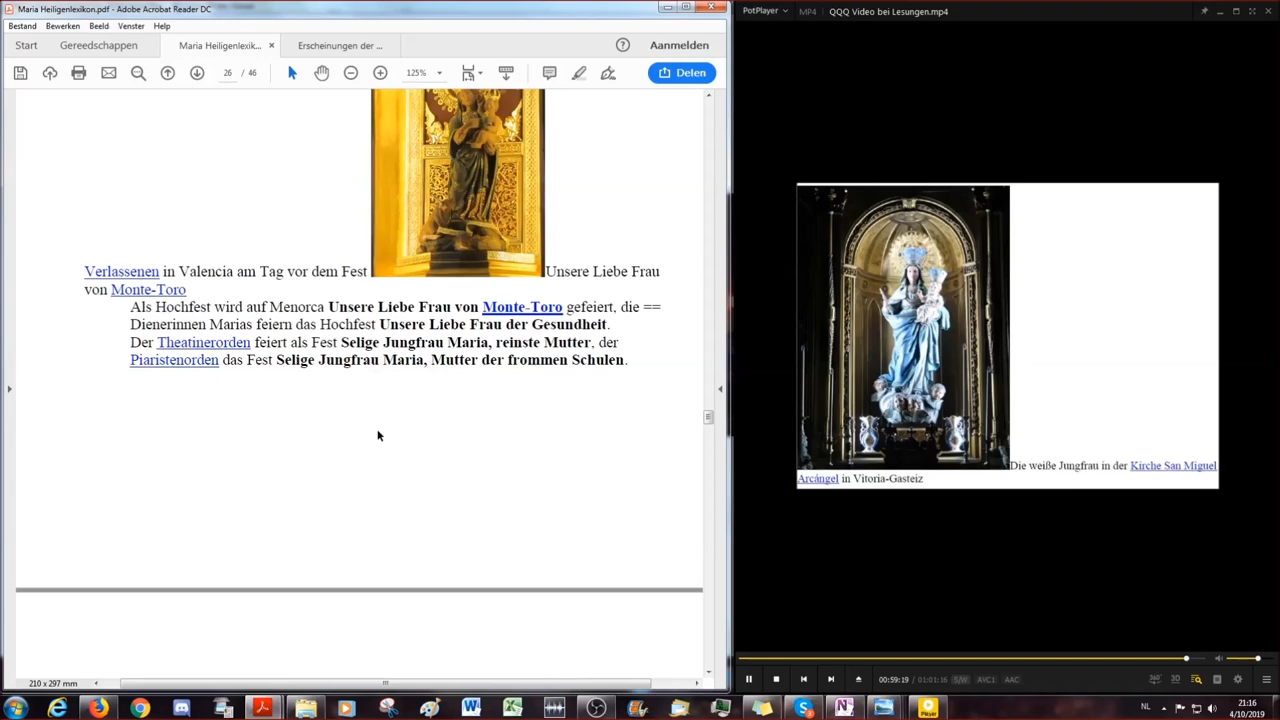 Maria Heiligenlexikon.pdf - Adobe Acrobat Reader DC
Bestand Bewerken Beeld Venster Help
Start Gereedschappen Maria Heiligenlexik... × Erscheinungen der ... Aanmelden
26 / 46 125% Delen
Verlassenen in Valencia am Tag vor dem Fest Unsere Liebe Frau
von Monte-Toro
Als Hochfest wird auf Menorca Unsere Liebe Frau von Monte-Toro gefeiert, die ==
Dienerinnen Marias feiern das Hochfest Unsere Liebe Frau der Gesundheit.
Der Theatinerorden feiert als Fest Selige Jungfrau Maria, reinste Mutter, der
Piaristenorden das Fest Selige Jungfrau Maria, Mutter der frommen Schulen.
210 x 297 mm
PotPlayer MP4 QQQ Video bei Lesungen.mp4
Die weiße Jungfrau in der Kirche San Miguel
Arcángel in Vitoria-Gasteiz
00:59:19 / 01:01:16 S/W AVC1 AAC
360° 3D
NL 21:16
4/10/2019